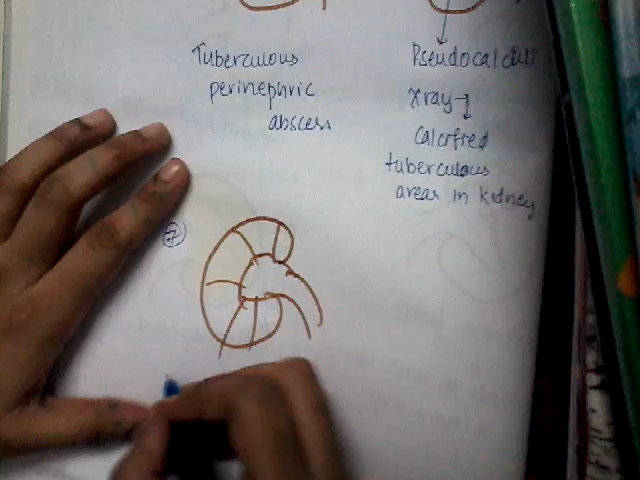 Tuberculous
perinephric
abscess
Pseudocalculi
Xray →
Calcified
tuberculous
areas in kidney
7